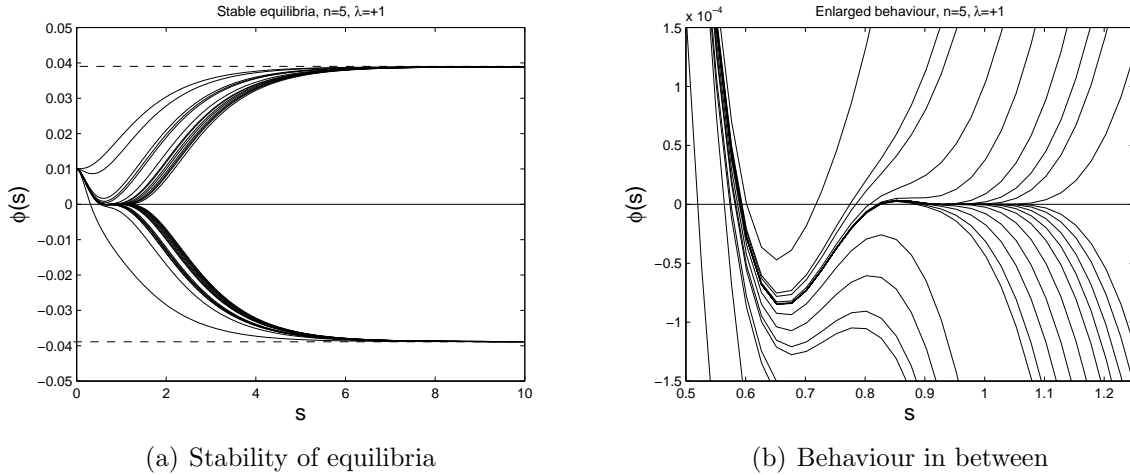 Stable equilibria, n=5, λ=+1
0.05
0.04
0.03
0.02
0.01
0
−0.01
−0.02
−0.03
−0.04
−0.05
ϕ(s)
0 2 4 6 8 10
s
(a) Stability of equilibria
x 10⁻⁴
Enlarged behaviour, n=5, λ=+1
1.5
1
0.5
0
−0.5
−1
−1.5
ϕ(s)
0.5 0.6 0.7 0.8 0.9 1 1.1 1.2
s
(b) Behaviour in between